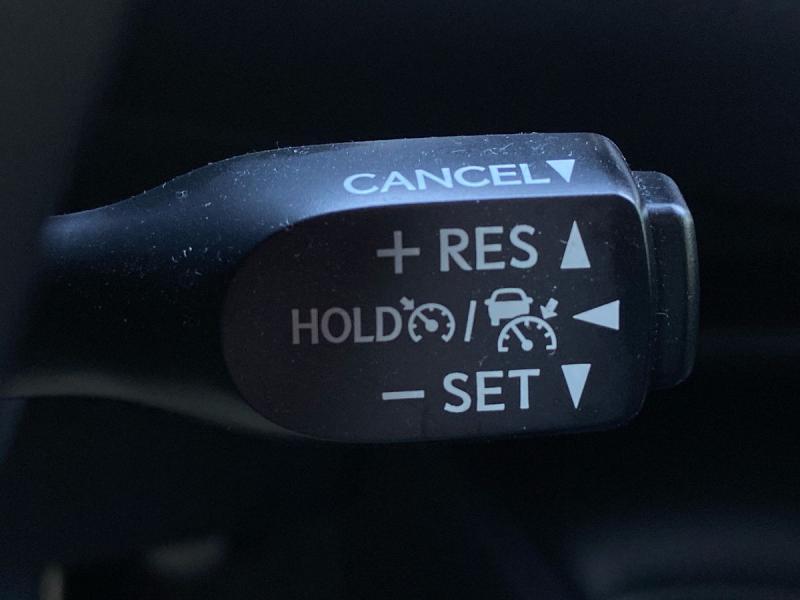 CANCEL▼
+ RES ▲
HOLD / ◀
− SET ▼